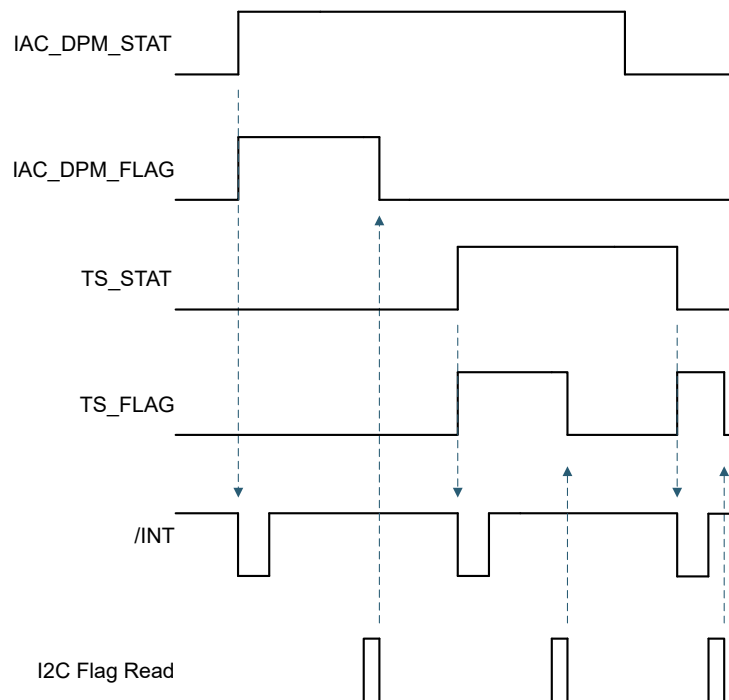 IAC_DPM_STAT
IAC_DPM_FLAG
TS_STAT
TS_FLAG
/INT
I2C Flag Read